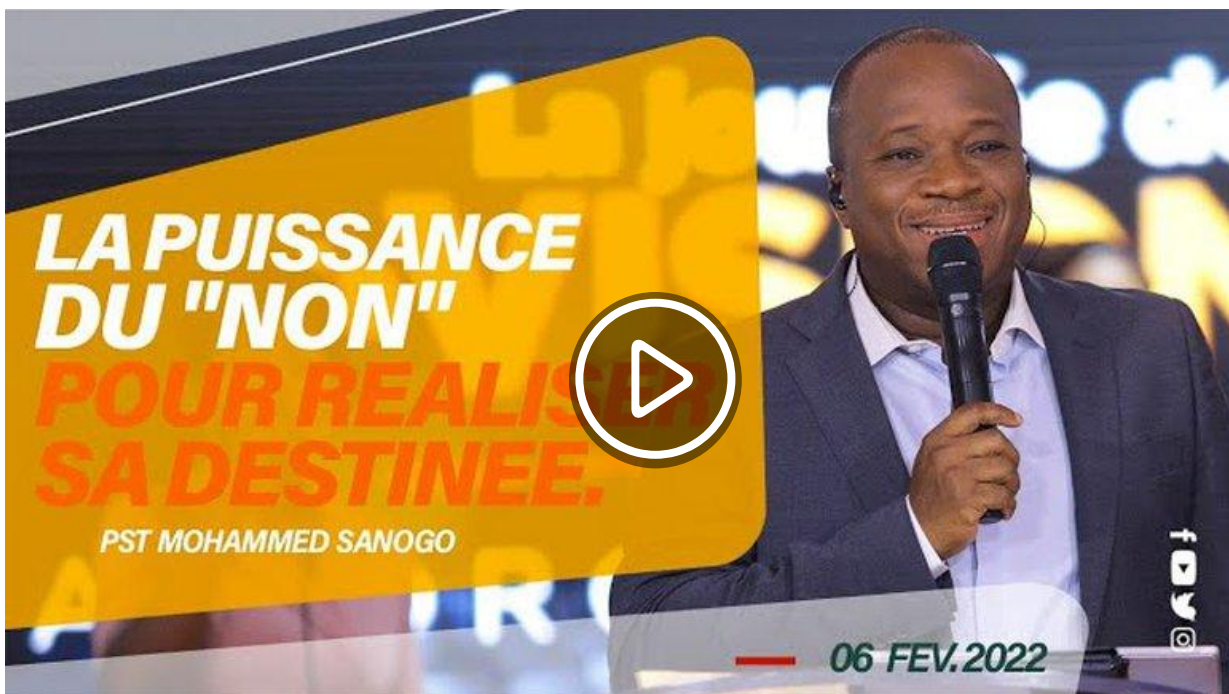 LA PUISSANCE
DU "NON"
POUR REALISER
SA DESTINEE.
PST MOHAMMED SANOGO
06 FEV. 2022